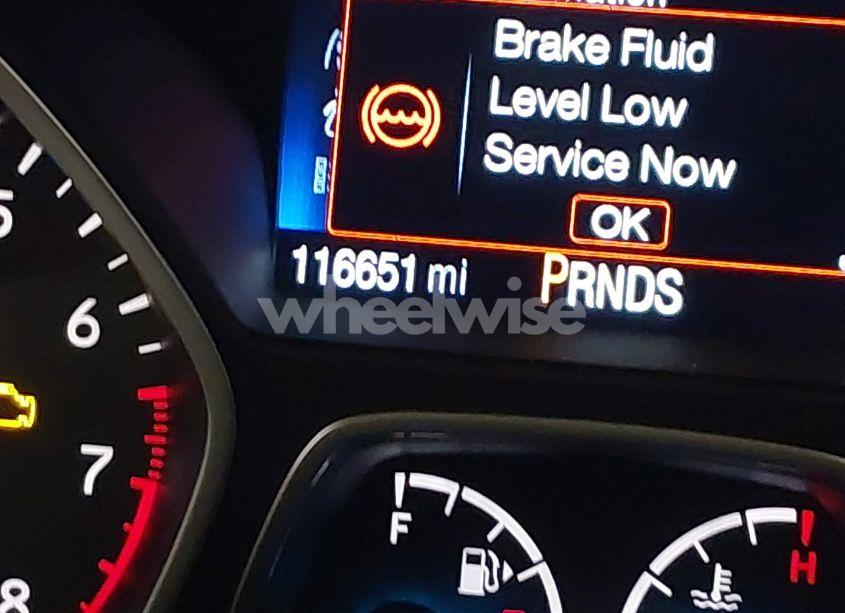 Brake Fluid
Level Low
Service Now
OK
116651 mi PRNDS
wheelwise
6
7
8
F
H